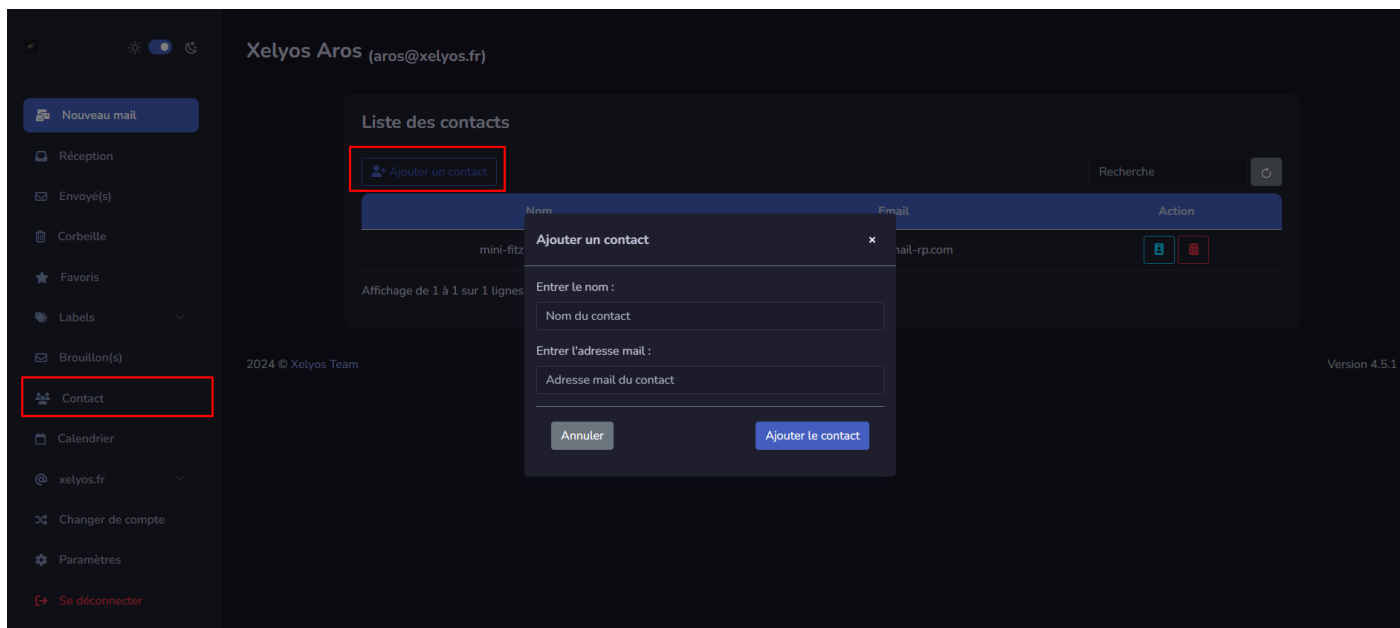 Xelyos Aros (aros@xelyos.fr)
Nouveau mail
Réception
Envoyé(s)
Corbeille
Favoris
Labels
Brouillon(s)
Contact
Calendrier
xelyos.fr
Changer de compte
Paramètres
Se déconnecter
Liste des contacts
Ajouter un contact
Recherche
Nom Email Action
mini-fitz
ail-rp.com
Affichage de 1 à 1 sur 1 lignes
Ajouter un contact ×
Entrer le nom :
Nom du contact
Entrer l'adresse mail :
Adresse mail du contact
Annuler
Ajouter le contact
2024 © Xelyos Team
Version 4.5.1